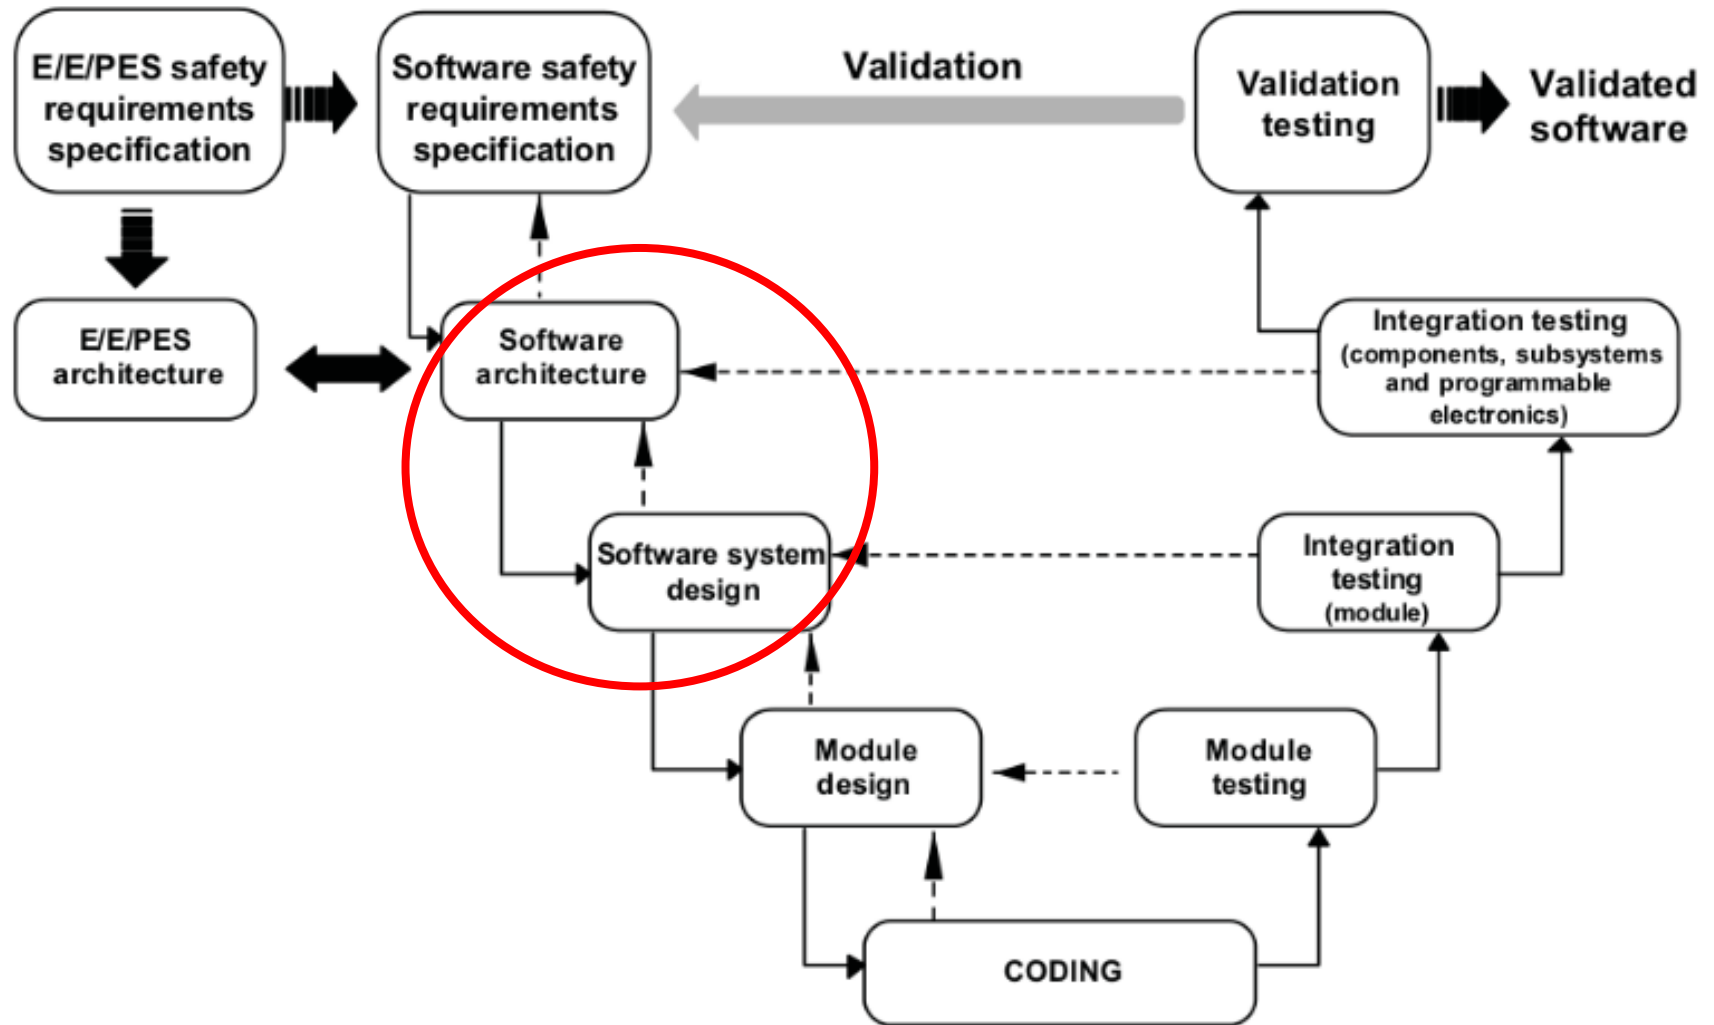 E/E/PES safety
requirements
specification
Software safety
requirements
specification
Validation
Validation
testing
Validated
software
E/E/PES
architecture
Software
architecture
Integration testing
(components, subsystems
and programmable
electronics)
Software system
design
Integration
testing
(module)
Module
design
Module
testing
CODING